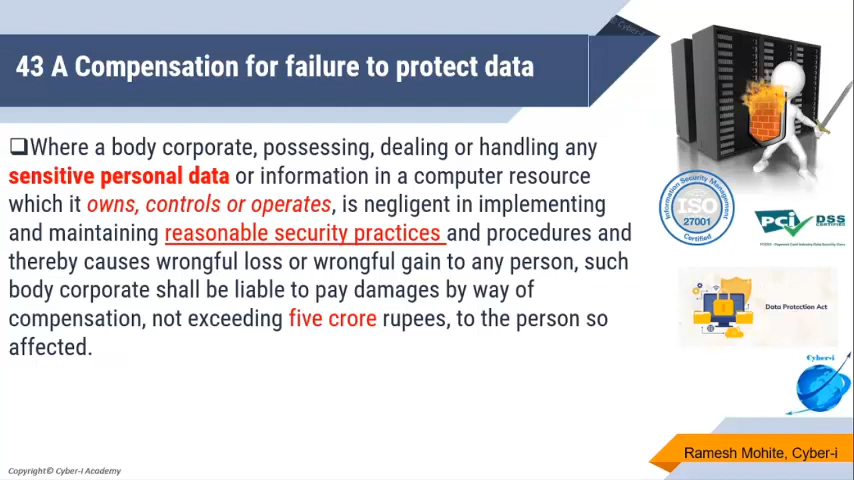 43 A Compensation for failure to protect data
❑Where a body corporate, possessing, dealing or handling any
sensitive personal data or information in a computer resource
which it owns, controls or operates, is negligent in implementing
and maintaining reasonable security practices and procedures and
thereby causes wrongful loss or wrongful gain to any person, such
body corporate shall be liable to pay damages by way of
compensation, not exceeding five crore rupees, to the person so
affected.
Information Security Management
ISO
27001
Certified
PCI DSS
CERTIFIED
Data Protection Act
Cyber-i
Ramesh Mohite, Cyber-i
Copyright© Cyber-i Academy